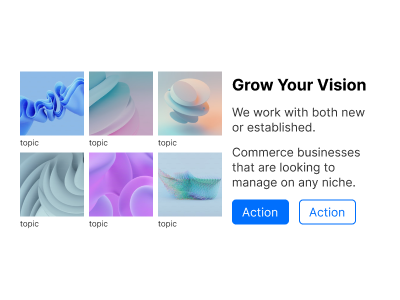 topic
topic
topic
topic
topic
topic
Grow Your Vision
We work with both new
or established.
Commerce businesses
that are looking to
manage on any niche.
Action
Action